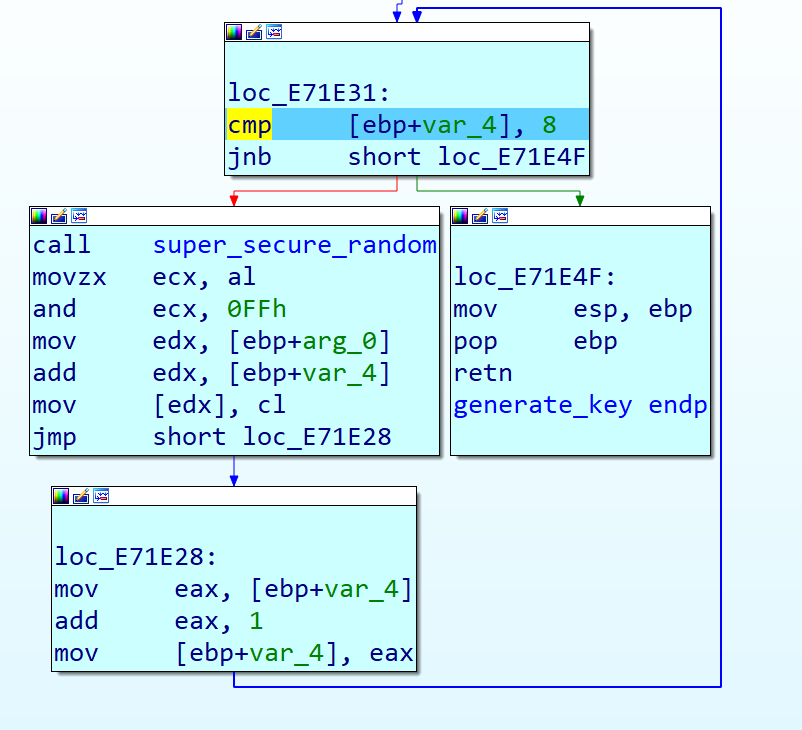 loc_E71E31:
cmp [ebp+var_4], 8
jnb short loc_E71E4F
call super_secure_random
movzx ecx, al
and ecx, 0FFh
mov edx, [ebp+arg_0]
add edx, [ebp+var_4]
mov [edx], cl
jmp short loc_E71E28
loc_E71E4F:
mov esp, ebp
pop ebp
retn
generate_key endp
loc_E71E28:
mov eax, [ebp+var_4]
add eax, 1
mov [ebp+var_4], eax